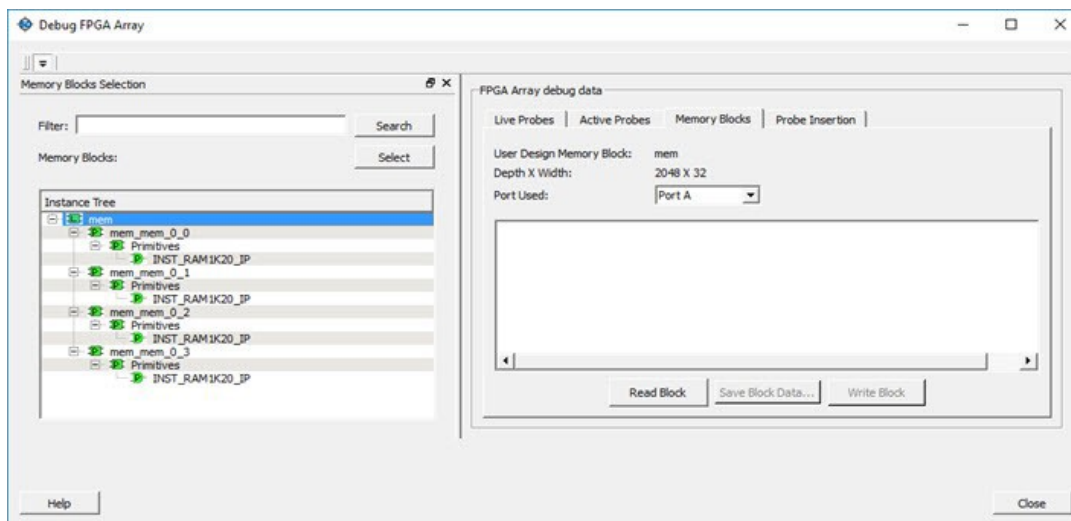 Debug FPGA Array
Memory Blocks Selection
Filter:
Search
Memory Blocks:
Select
Instance Tree
mem
mem_mem_0_0
Primitives
INST_RAM1K20_IP
mem_mem_0_1
Primitives
INST_RAM1K20_IP
mem_mem_0_2
Primitives
INST_RAM1K20_IP
mem_mem_0_3
Primitives
INST_RAM1K20_IP
FPGA Array debug data
Live Probes Active Probes Memory Blocks Probe Insertion
User Design Memory Block: mem
Depth X Width: 2048 X 32
Port Used: Port A
Read Block Save Block Data... Write Block
Help
Close